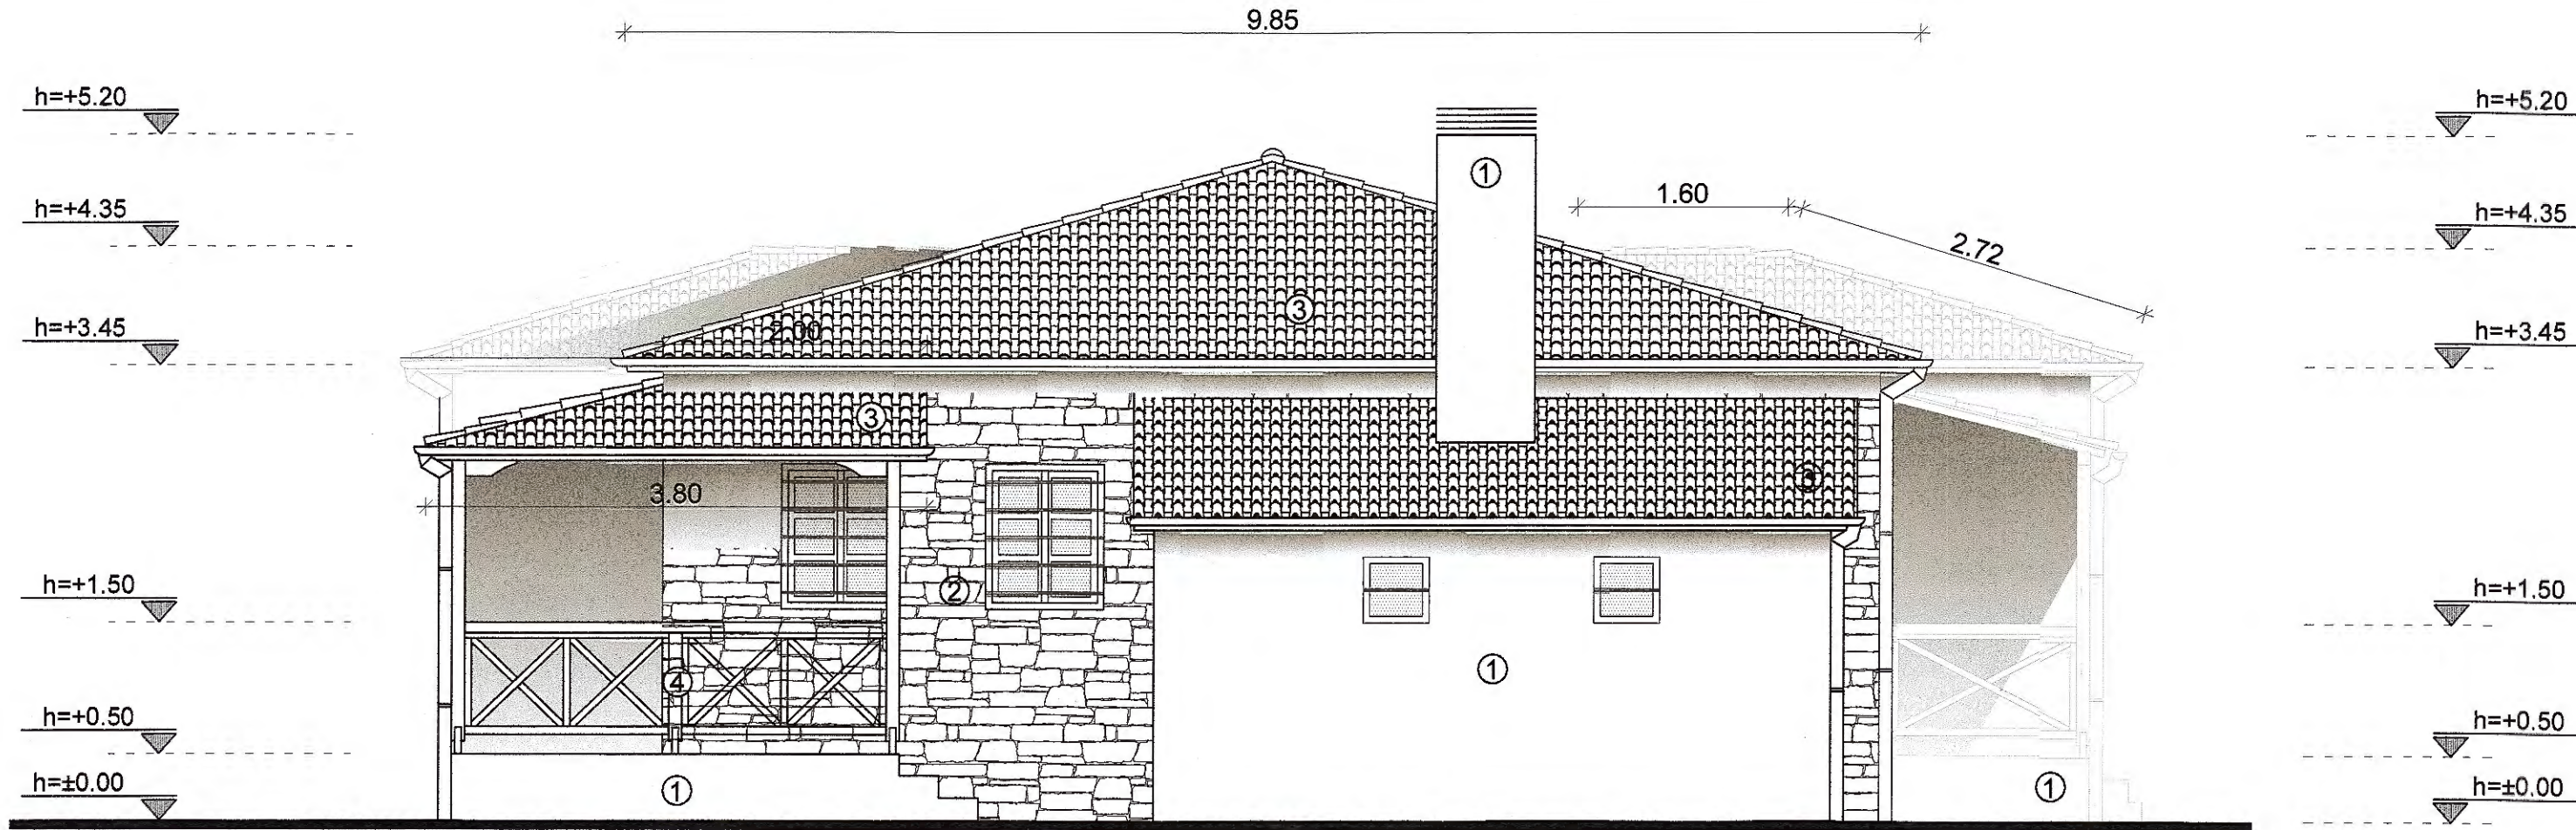 9.85
h=+5.20
h=+5.20
①
1.60
h=+4.35
h=+4.35
2.72
③
h=+3.45
2.00
h=+3.45
③
③
3.80
h=+1.50
②
h=+1.50
④
①
h=+0.50
h=+0.50
h=±0.00
①
①
h=±0.00